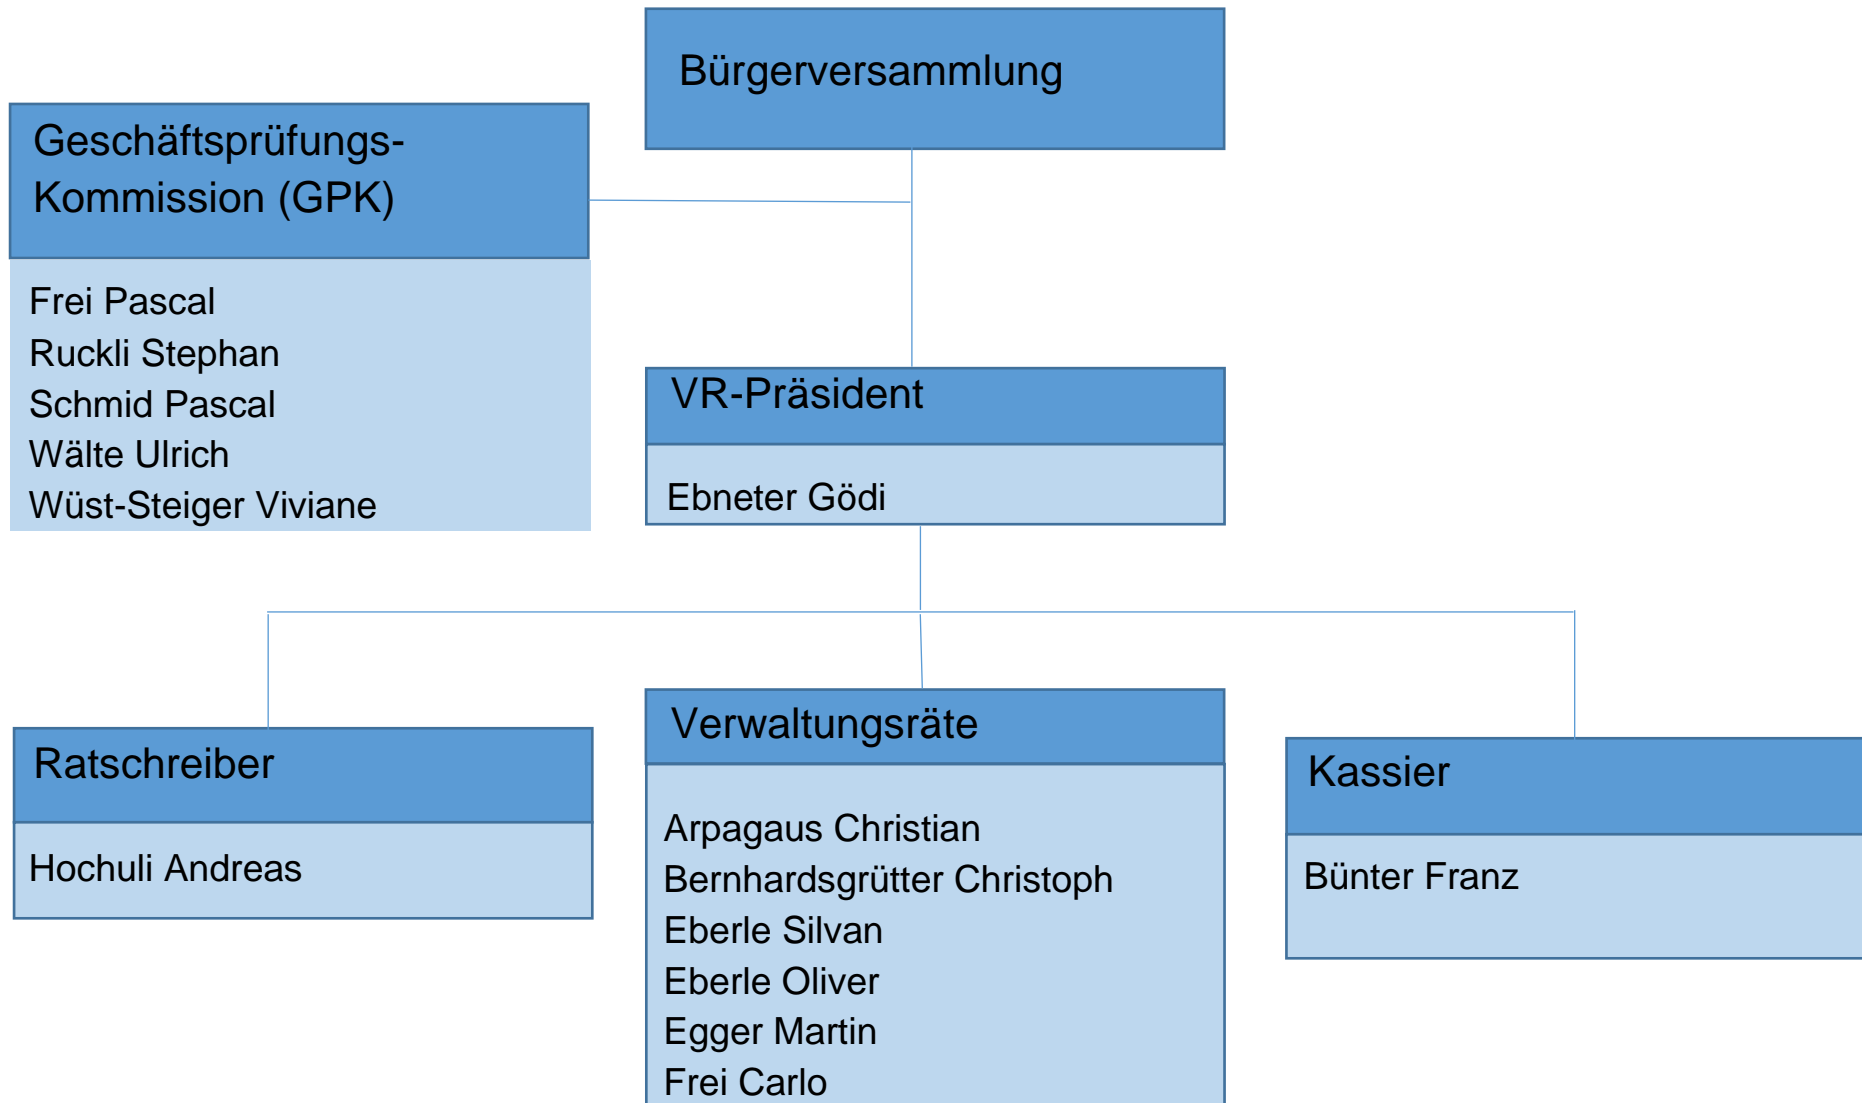 Bürgerversammlung
Geschäftsprüfungs-
Kommission (GPK)
Frei Pascal
Ruckli Stephan
Schmid Pascal
Wälte Ulrich
Wüst-Steiger Viviane
VR-Präsident
Ebneter Gödi
Ratschreiber
Hochuli Andreas
Verwaltungsräte
Arpagaus Christian
Bernhardsgrütter Christoph
Eberle Silvan
Eberle Oliver
Egger Martin
Frei Carlo
Kassier
Bünter Franz